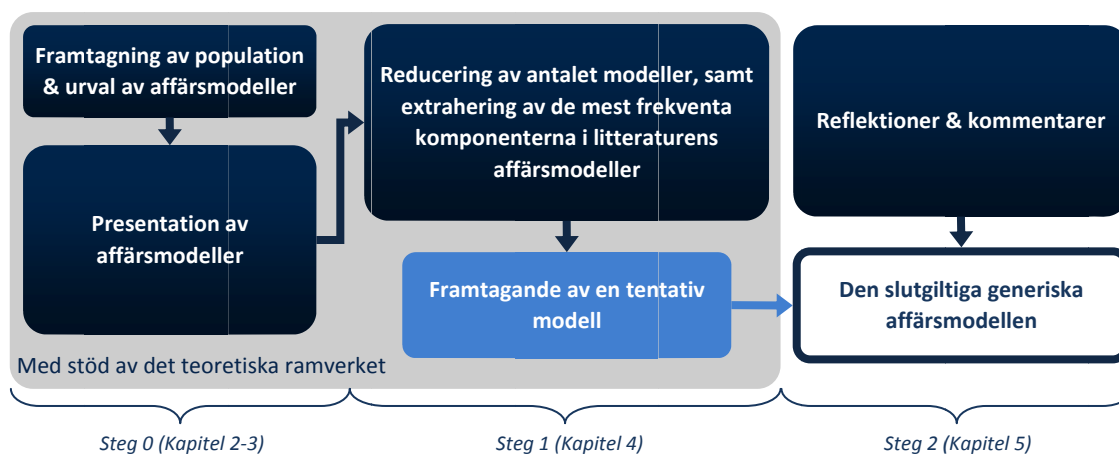 Framtagning av population
& urval av affärsmodeller
Presentation av
affärsmodeller
Med stöd av det teoretiska ramverket
Reducering av antalet modeller, samt
extrahering av de mest frekventa
komponenterna i litteraturens
affärsmodeller
Framtagande av en tentativ
modell
Reflektioner & kommentarer
Den slutgiltiga generiska
affärsmodellen
Steg 0 (Kapitel 2-3)
Steg 1 (Kapitel 4)
Steg 2 (Kapitel 5)